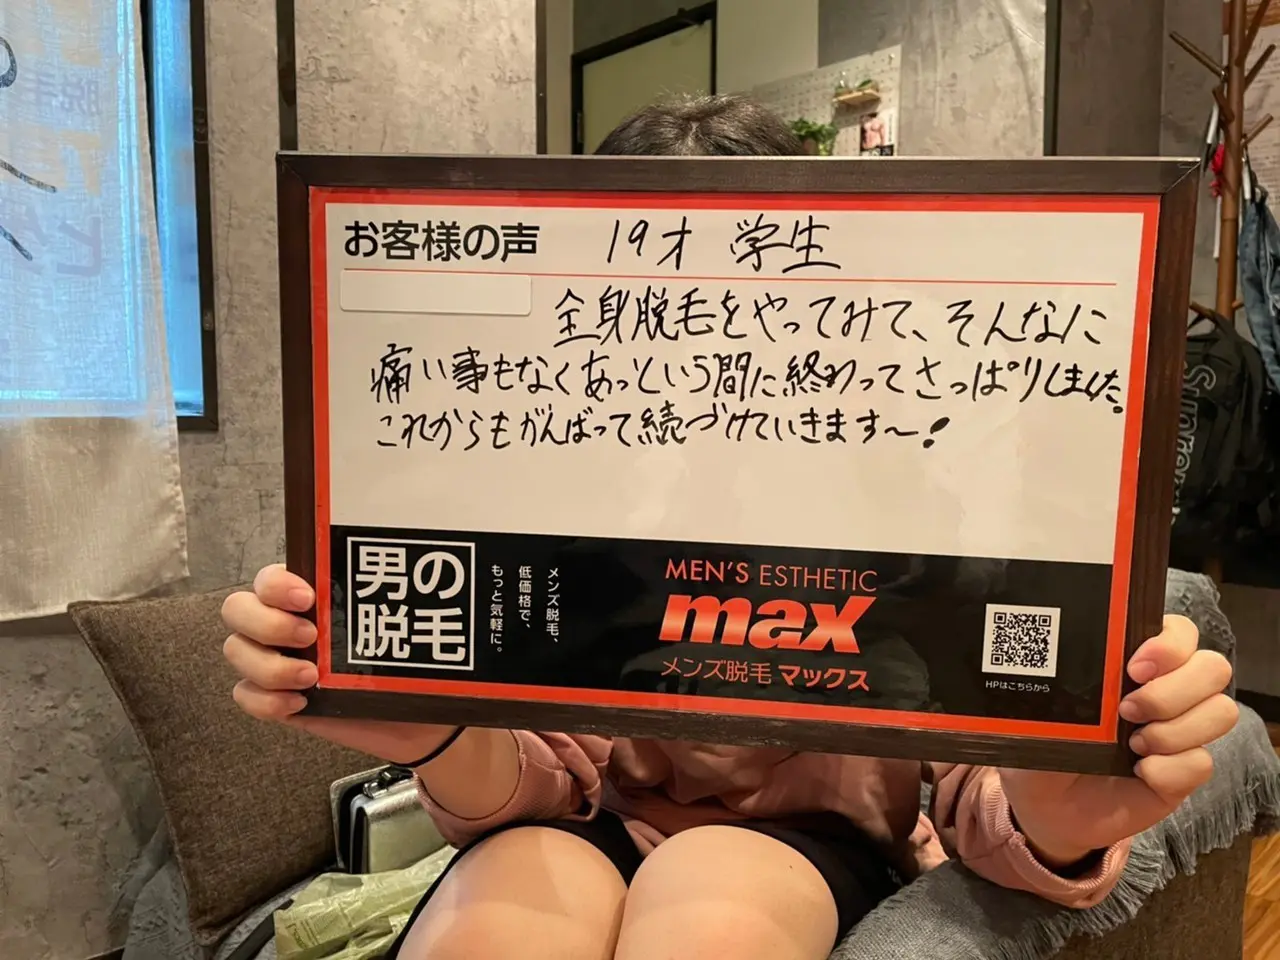 お客様の声 19才 学生
全身脱毛をやってみて、そんなに
痛い事もなくあっという間に終わってさっぱりしました。
これからもがんばって続づけていきます〜!
男の
脱毛
メンズ脱毛、
低価格で、
もっと気軽に。
MEN'S ESTHETIC
max
メンズ脱毛 マックス
HPはこちらから
Supreme